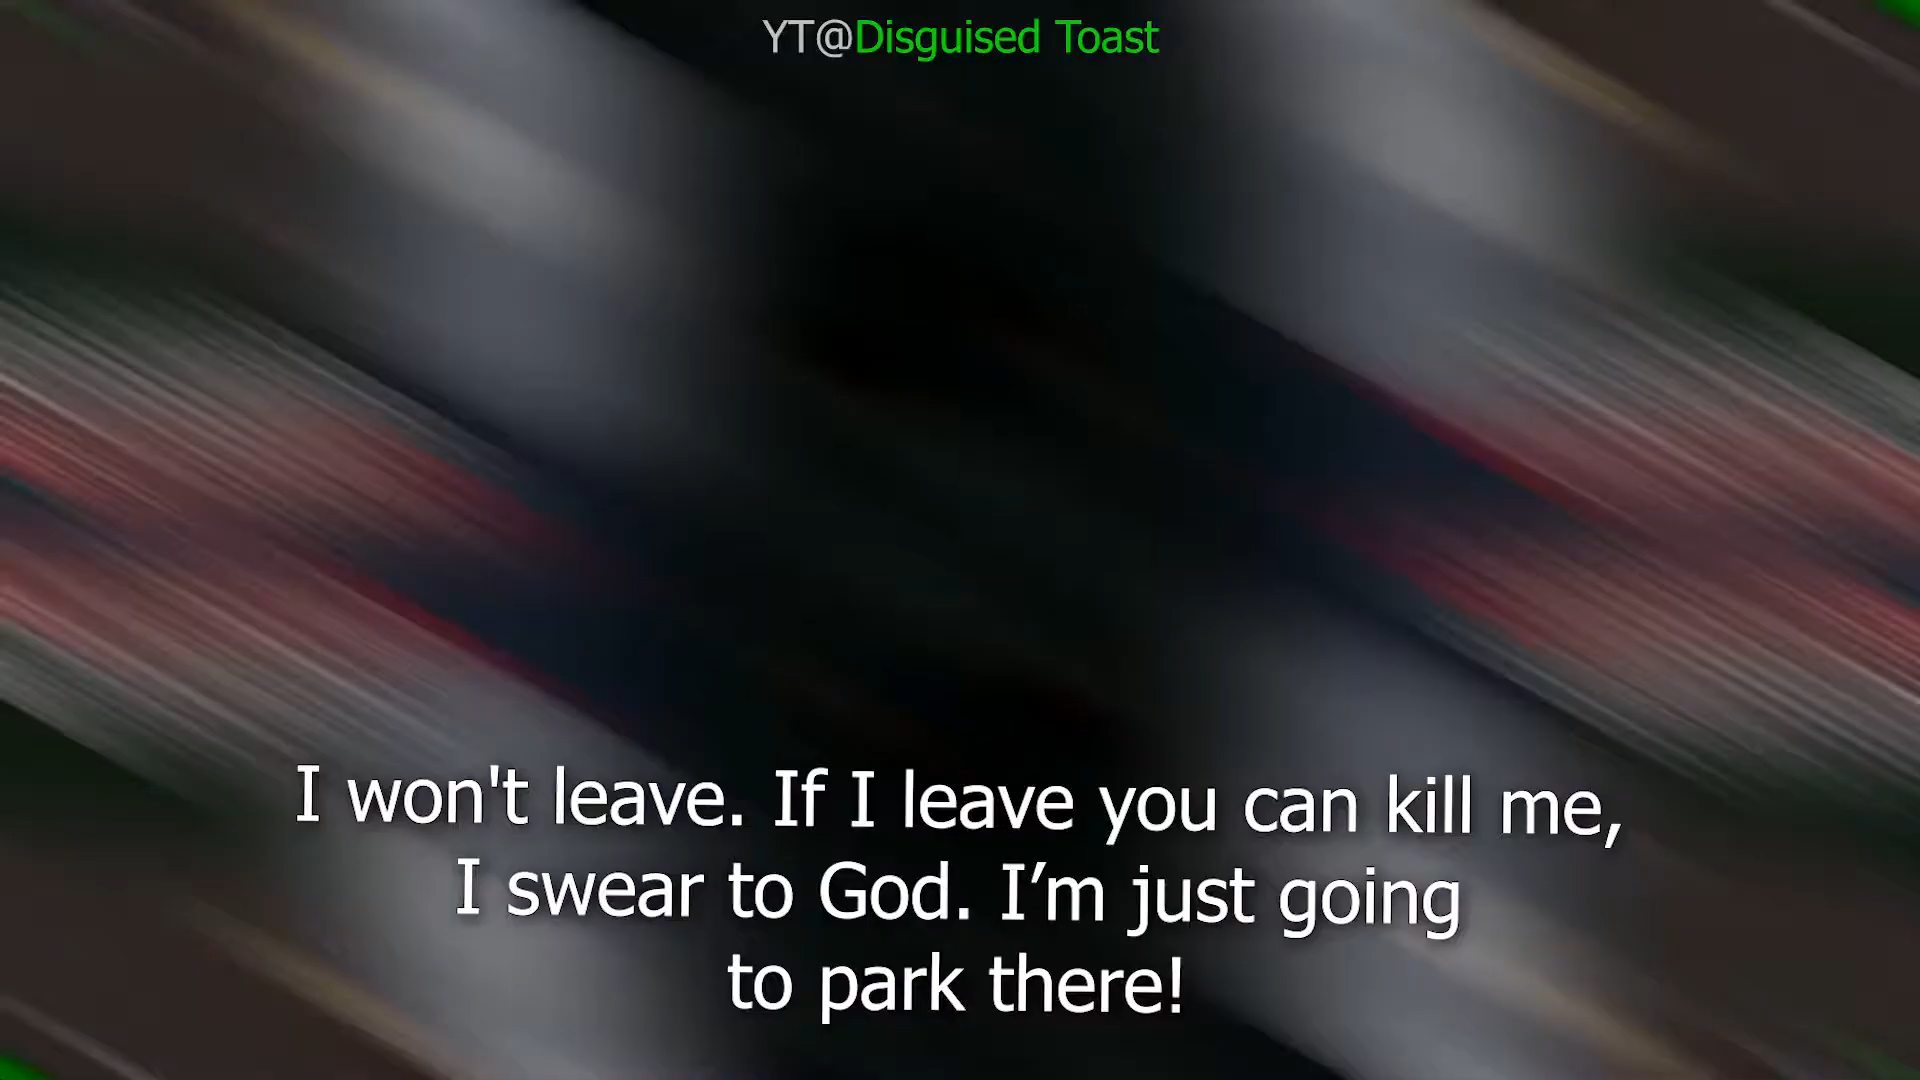 YT@Disguised Toast
I won't leave. If I leave you can kill me,
I swear to God. I’m just going
to park there!